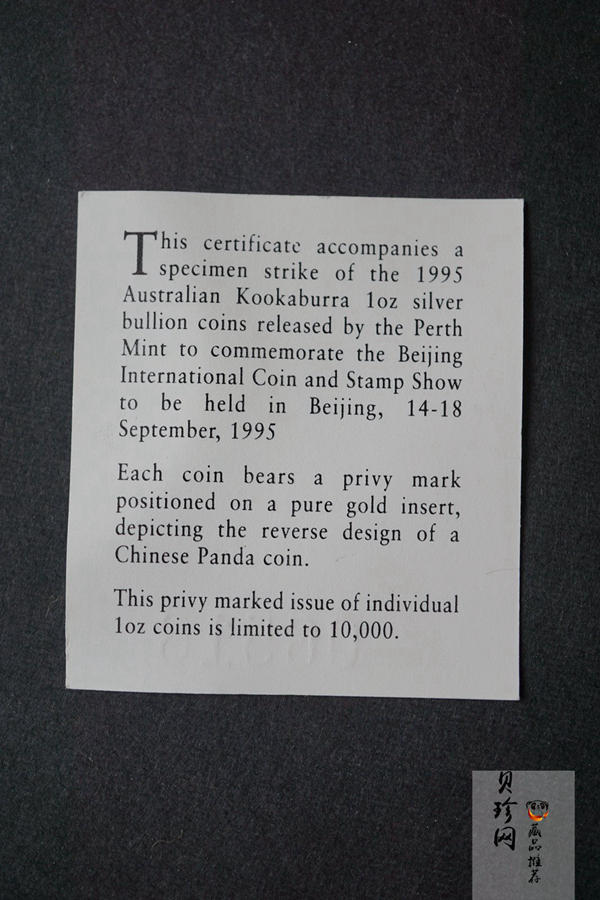 This certificate accompanies a
specimen strike of the 1995
Australian Kookaburra 1oz silver
bullion coins released by the Perth
Mint to commemorate the Beijing
International Coin and Stamp Show
to be held in Beijing, 14-18
September, 1995
Each coin bears a privy mark
positioned on a pure gold insert,
depicting the reverse design of a
Chinese Panda coin.
This privy marked issue of individual
1oz coins is limited to 10,000.
贝珍网
藏品推荐